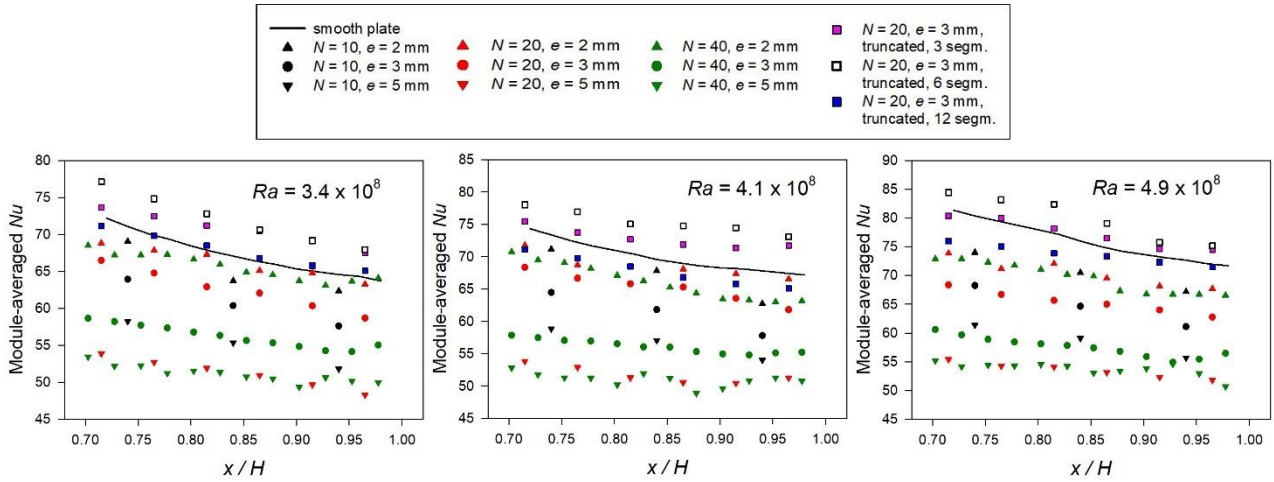 smooth plate
N = 10, e = 2 mm
N = 10, e = 3 mm
N = 10, e = 5 mm
N = 20, e = 2 mm
N = 20, e = 3 mm
N = 20, e = 5 mm
N = 40, e = 2 mm
N = 40, e = 3 mm
N = 40, e = 5 mm
N = 20, e = 3 mm,
truncated, 3 segm.
N = 20, e = 3 mm,
truncated, 6 segm.
N = 20, e = 3 mm,
truncated, 12 segm.
Module-averaged Nu
80
75
70
65
60
55
50
45
Ra = 3.4 x 10⁸
0.70 0.75 0.80 0.85 0.90 0.95 1.00
x / H
Module-averaged Nu
85
80
75
70
65
60
55
50
45
Ra = 4.1 x 10⁸
0.70 0.75 0.80 0.85 0.90 0.95 1.00
x / H
Module-averaged Nu
90
85
80
75
70
65
60
55
50
45
Ra = 4.9 x 10⁸
0.70 0.75 0.80 0.85 0.90 0.95 1.00
x / H